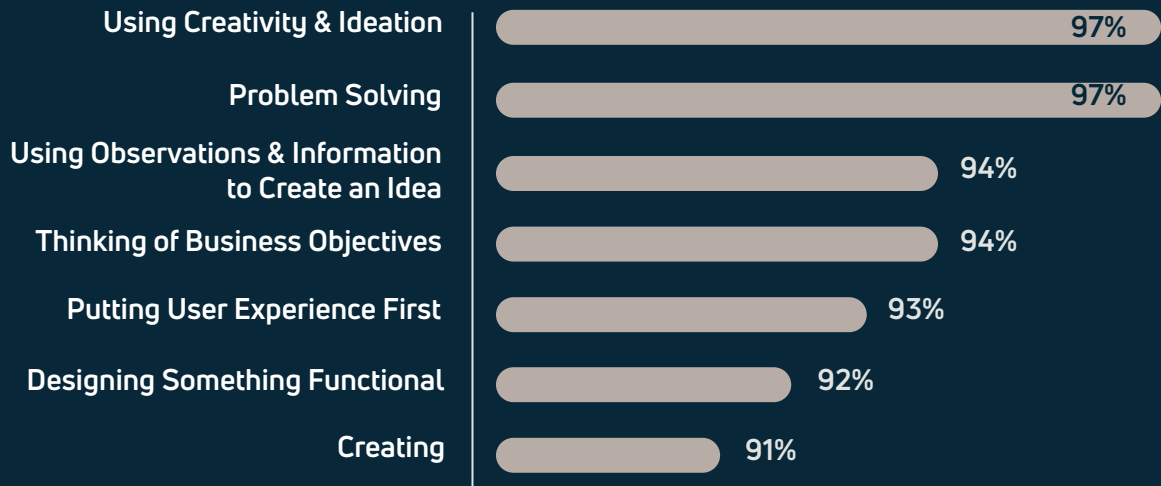 Using Creativity & Ideation 97%
Problem Solving 97%
Using Observations & Information
to Create an Idea 94%
Thinking of Business Objectives 94%
Putting User Experience First 93%
Designing Something Functional 92%
Creating 91%